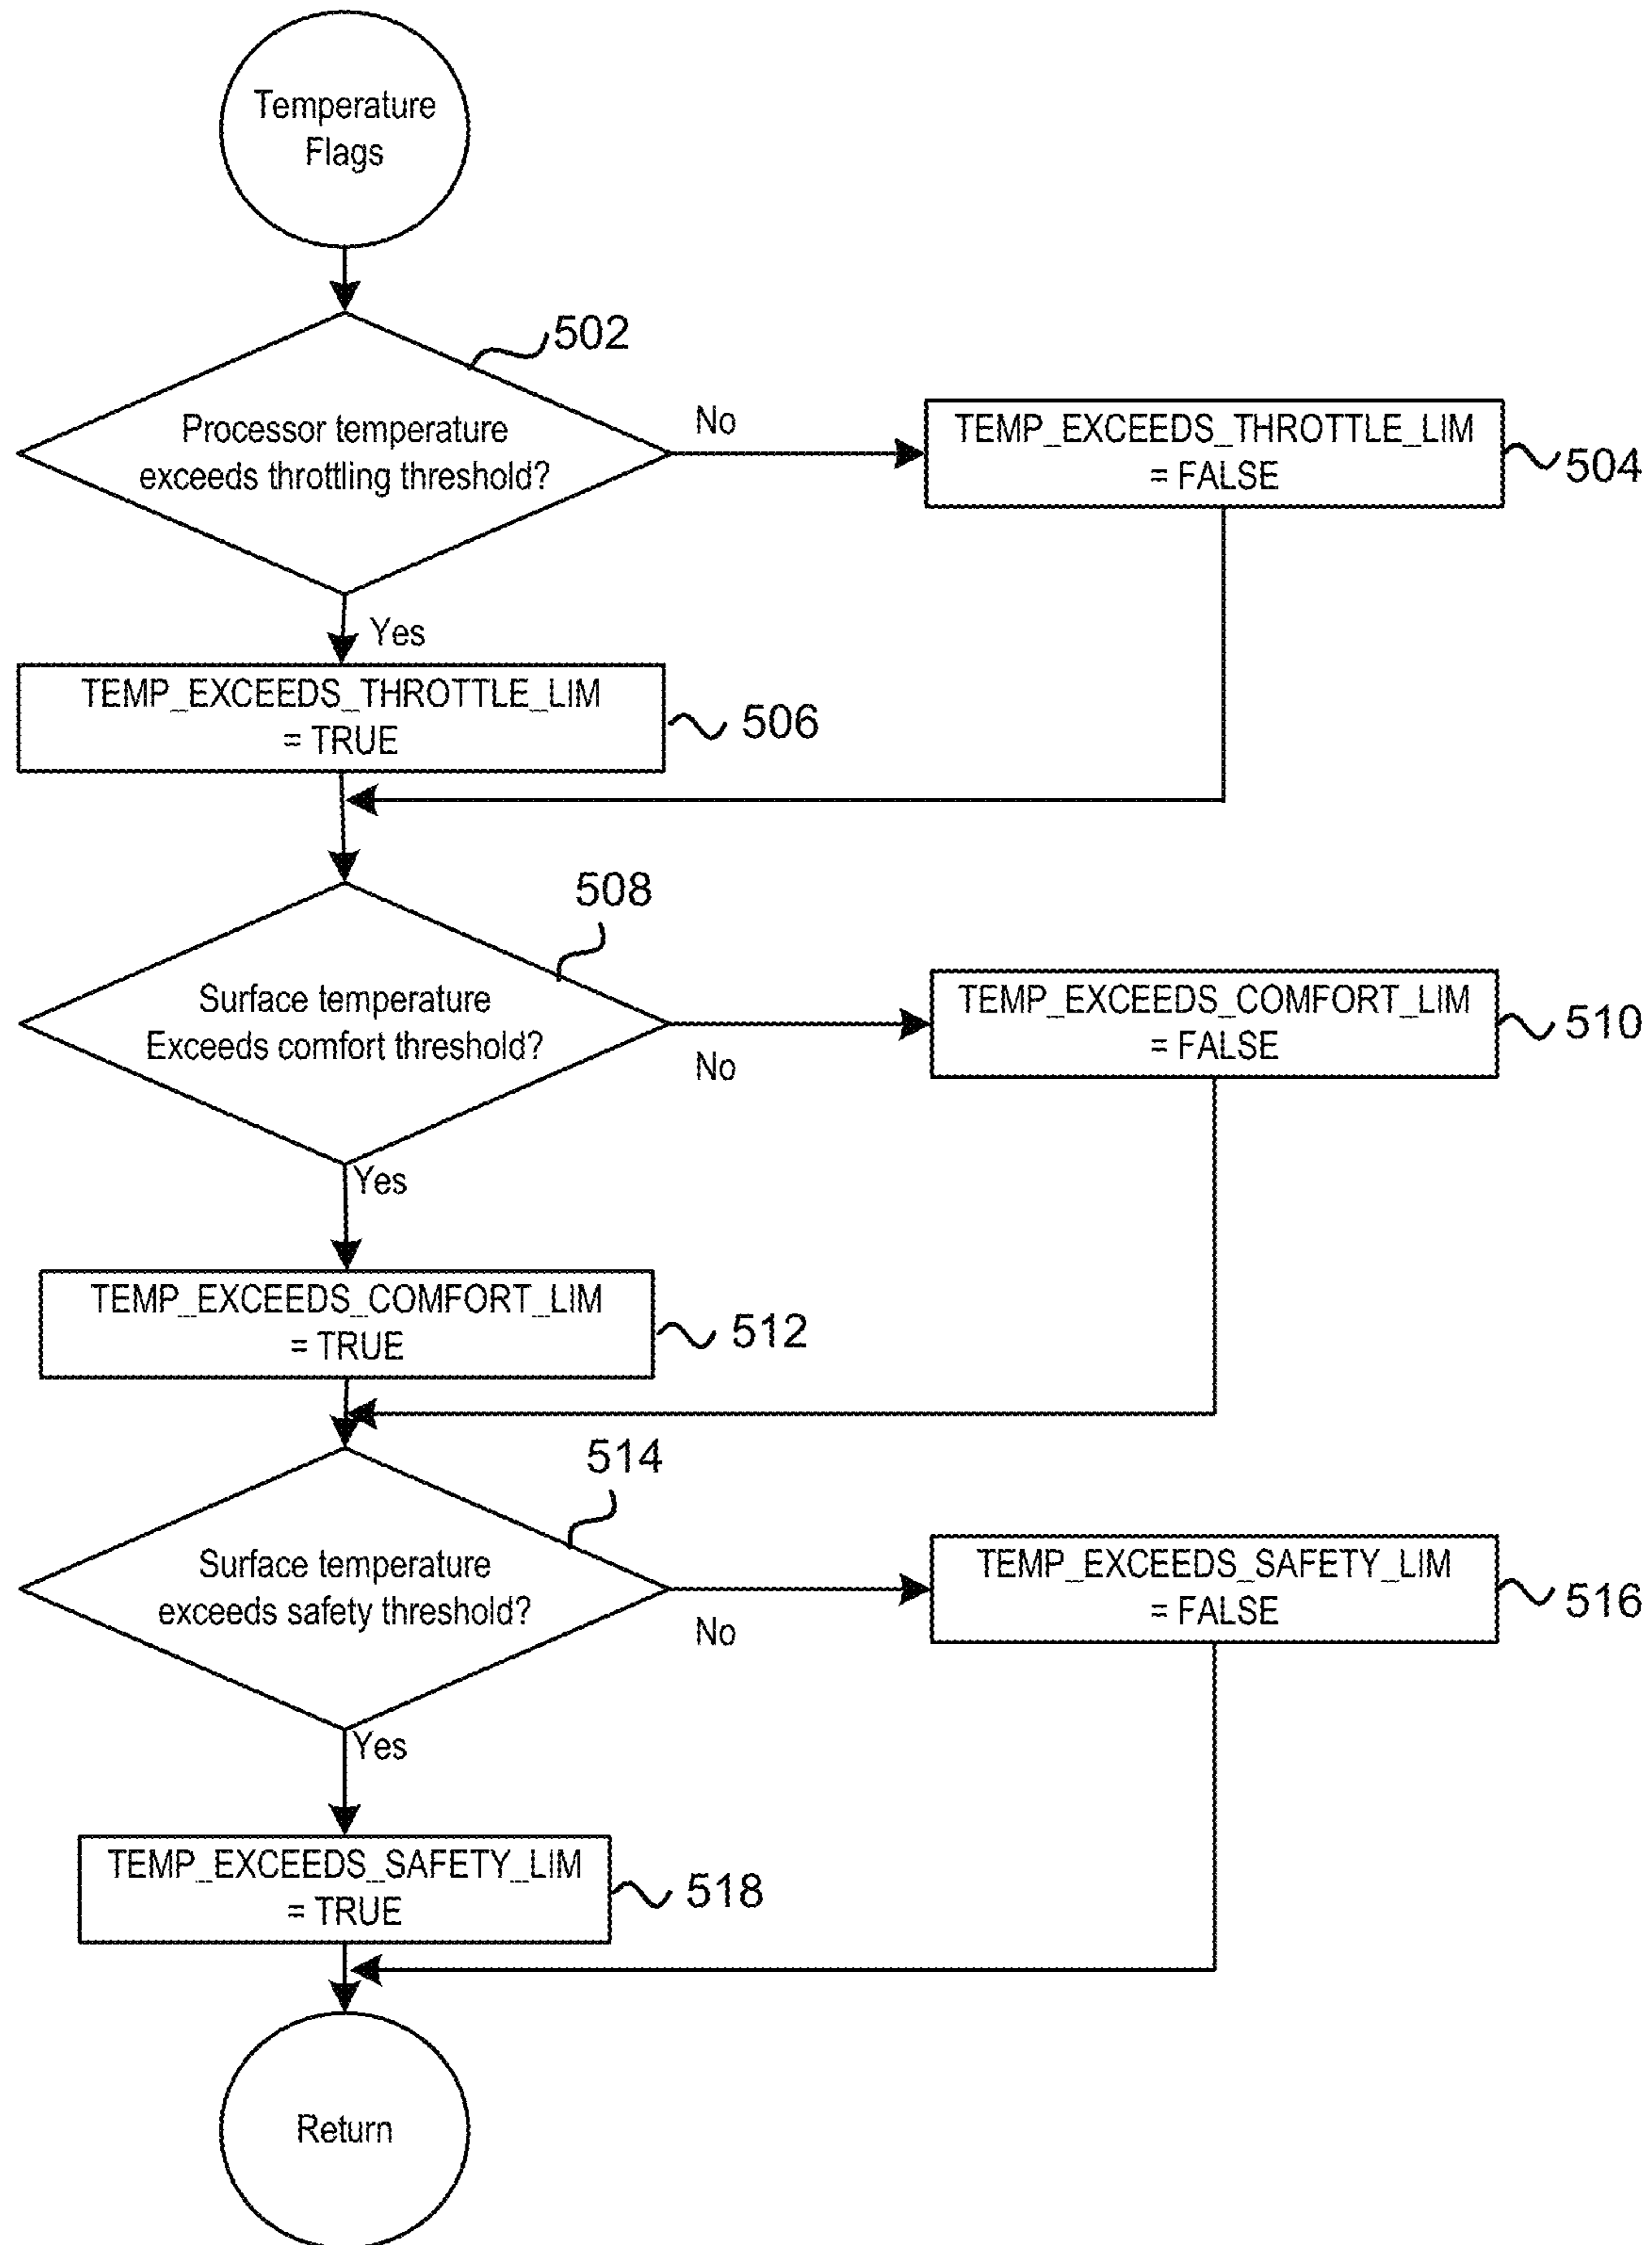 Temperature
Flags
502
Processor temperature
exceeds throttling threshold?
No
TEMP_EXCEEDS_THROTTLE_LIM
= FALSE
504
Yes
TEMP_EXCEEDS_THROTTLE_LIM
= TRUE
506
508
Surface temperature
Exceeds comfort threshold?
No
TEMP_EXCEEDS_COMFORT_LIM
= FALSE
510
Yes
TEMP_EXCEEDS_COMFORT_LIM
= TRUE
512
514
Surface temperature
exceeds safety threshold?
No
TEMP_EXCEEDS_SAFETY_LIM
= FALSE
516
Yes
TEMP_EXCEEDS_SAFETY_LIM
= TRUE
518
Return